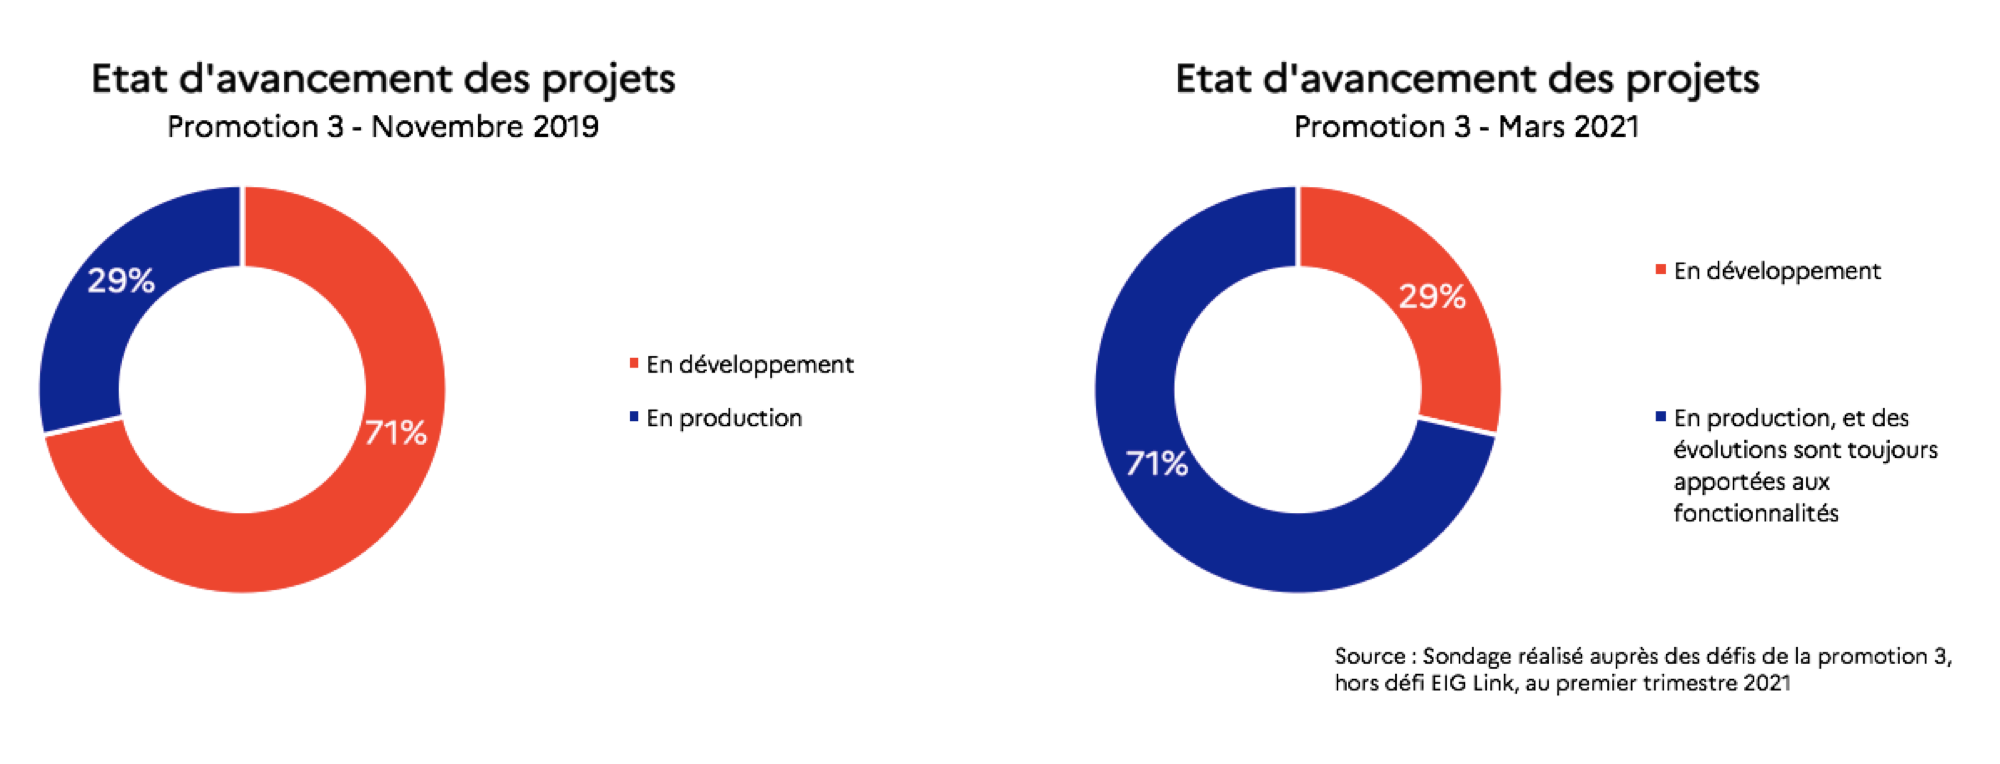 Etat d'avancement des projets
Promotion 3 - Novembre 2019
29%
71%
En développement
En production
Etat d'avancement des projets
Promotion 3 - Mars 2021
29%
71%
En développement
En production, et des
évolutions sont toujours
apportées aux
fonctionnalités
Source : Sondage réalisé auprès des défis de la promotion 3,
hors défi EIG Link, au premier trimestre 2021